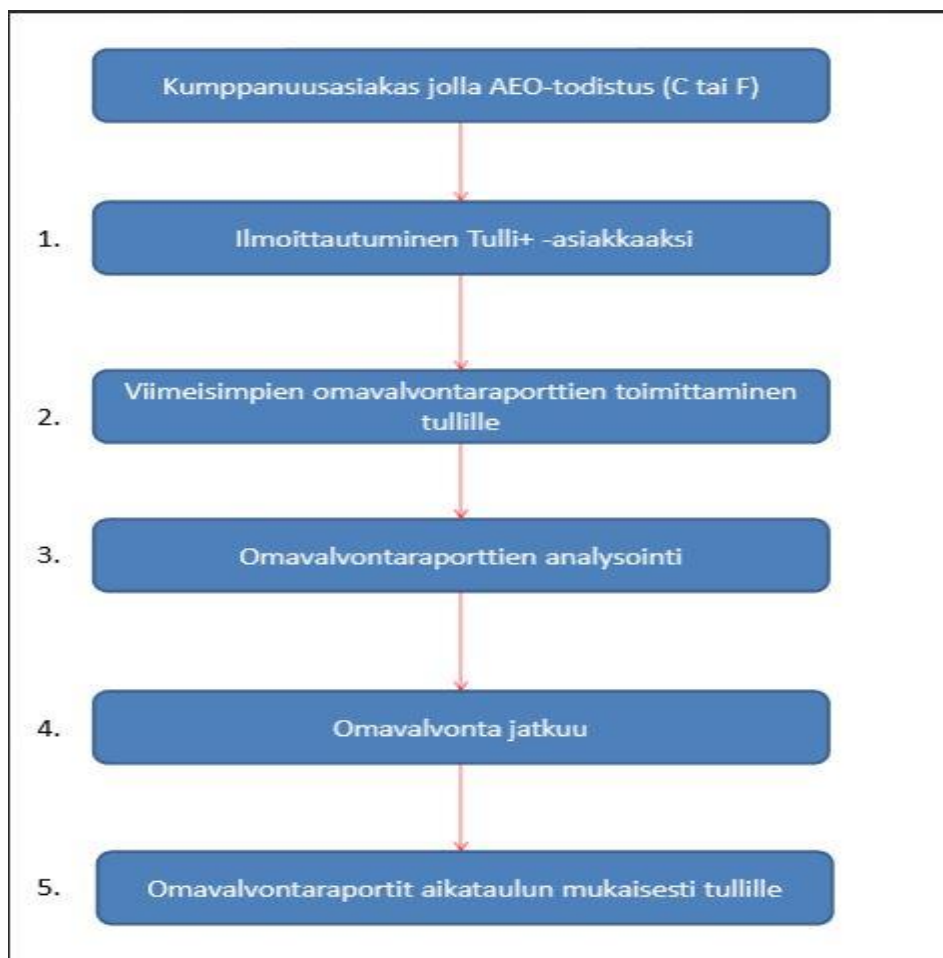 Kumppanuusasiakas jolla AEO-todistus (C tai F)
1. Ilmoittautuminen Tulli+ -asiakkaaksi
2. Viimeisimpien omavalvontaraporttien toimittaminen
tullille
3. Omavalvontaraporttien analysointi
4. Omavalvonta jatkuu
5. Omavalvontaraportit aikataulun mukaisesti tullille